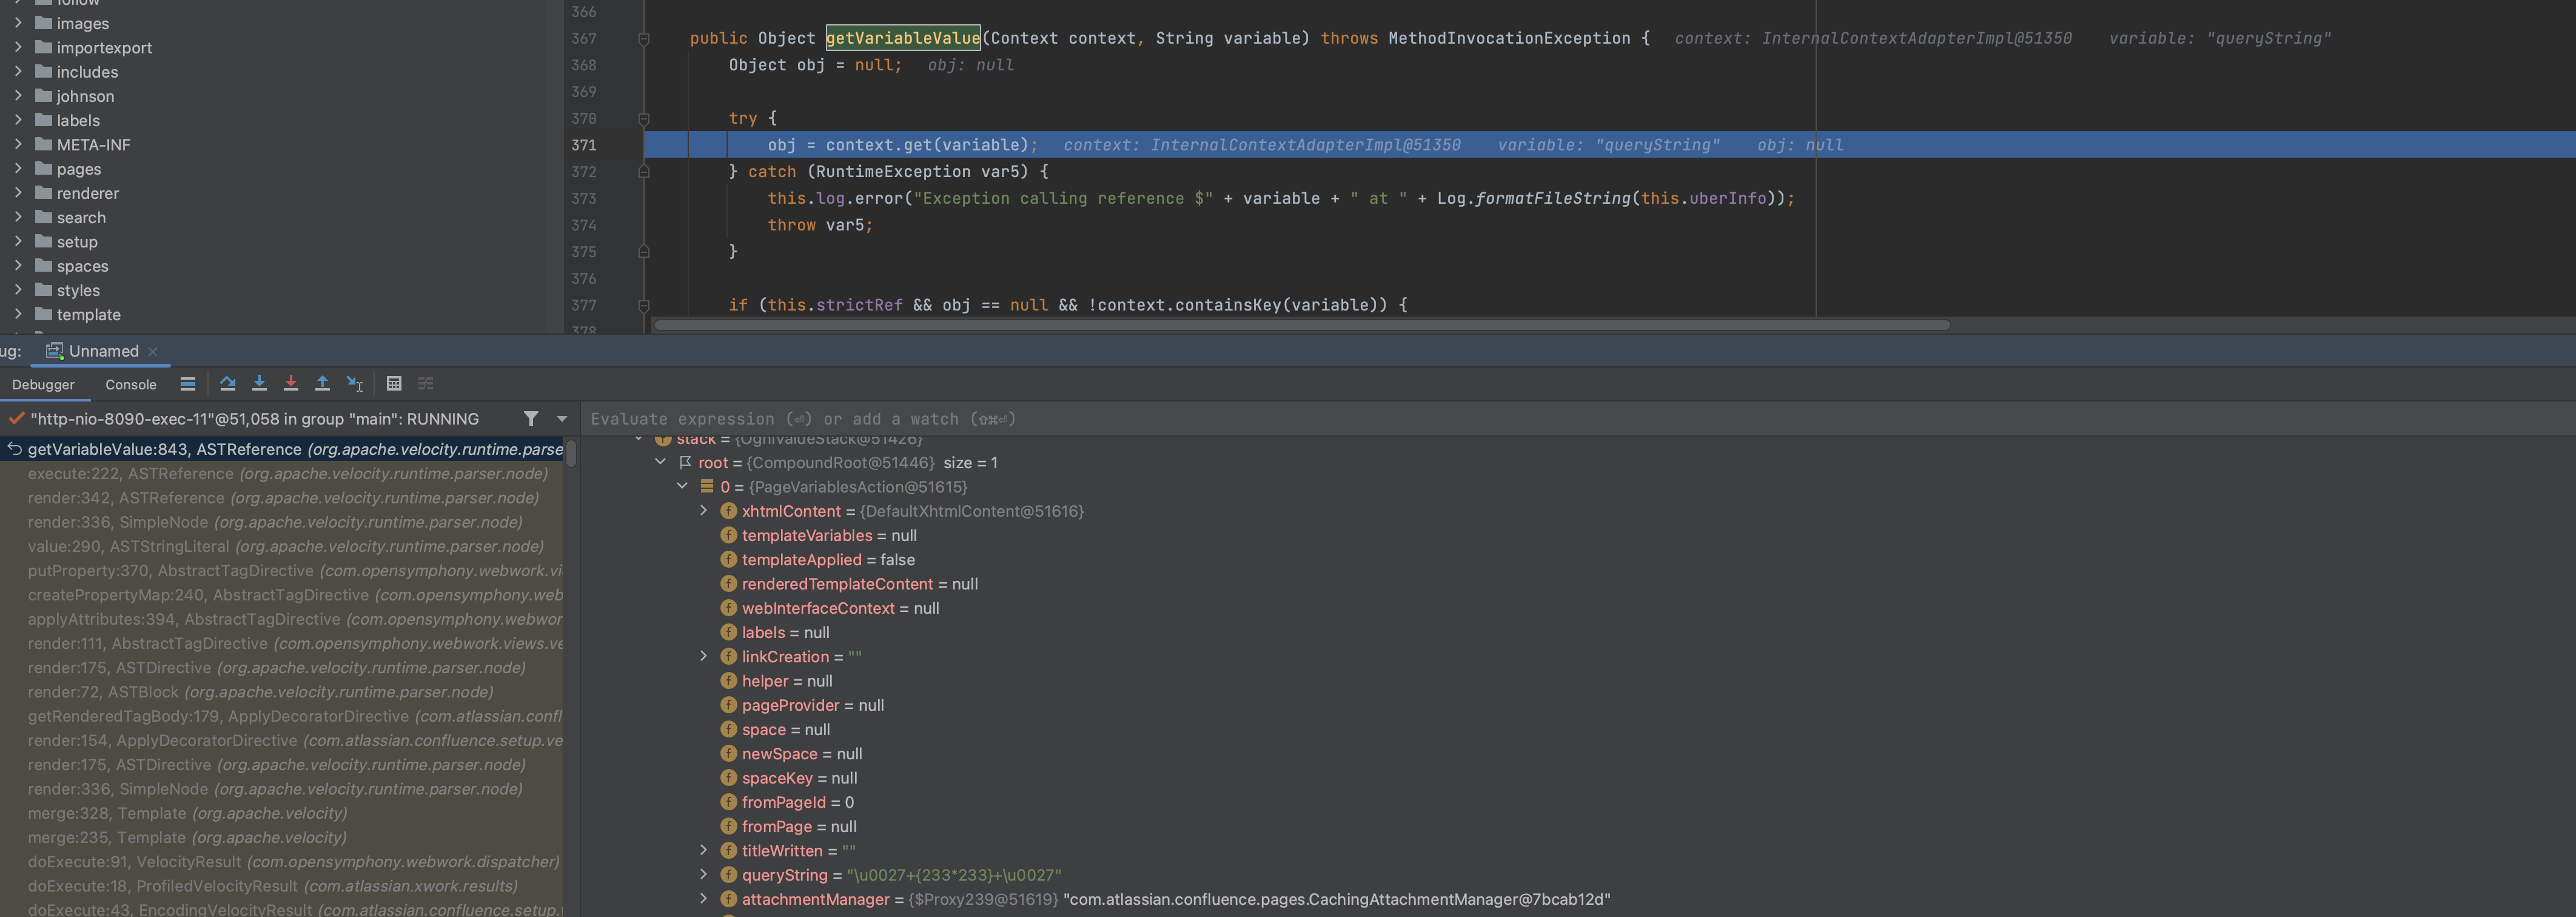 follow
images
importexport
includes
johnson
labels
META-INF
pages
renderer
search
setup
spaces
styles
template
366
367 public Object getVariableValue(Context context, String variable) throws MethodInvocationException { context: InternalContextAdapterImpl@51350 variable: "queryString"
368 Object obj = null; obj: null
369
370 try {
371 obj = context.get(variable); context: InternalContextAdapterImpl@51350 variable: "queryString" obj: null
372 } catch (RuntimeException var5) {
373 this.log.error("Exception calling reference $" + variable + " at " + Log.formatFileString(this.uberInfo));
374 throw var5;
375 }
376
377 if (this.strictRef && obj == null && !context.containsKey(variable)) {
378
ug: Unnamed
Debugger Console
"http-nio-8090-exec-11"@51,058 in group "main": RUNNING
getVariableValue:843, ASTReference (org.apache.velocity.runtime.parse
execute:222, ASTReference (org.apache.velocity.runtime.parser.node)
render:342, ASTReference (org.apache.velocity.runtime.parser.node)
render:336, SimpleNode (org.apache.velocity.runtime.parser.node)
value:290, ASTStringLiteral (org.apache.velocity.runtime.parser.node)
putProperty:370, AbstractTagDirective (com.opensymphony.webwork.vi
createPropertyMap:240, AbstractTagDirective (com.opensymphony.web
applyAttributes:394, AbstractTagDirective (com.opensymphony.webwor
render:111, AbstractTagDirective (com.opensymphony.webwork.views.ve
render:175, ASTDirective (org.apache.velocity.runtime.parser.node)
render:72, ASTBlock (org.apache.velocity.runtime.parser.node)
getRenderedTagBody:179, ApplyDecoratorDirective (com.atlassian.confl
render:154, ApplyDecoratorDirective (com.atlassian.confluence.setup.ve
render:175, ASTDirective (org.apache.velocity.runtime.parser.node)
render:336, SimpleNode (org.apache.velocity.runtime.parser.node)
merge:328, Template (org.apache.velocity)
merge:235, Template (org.apache.velocity)
doExecute:91, VelocityResult (com.opensymphony.webwork.dispatcher)
doExecute:18, ProfiledVelocityResult (com.atlassian.xwork.results)
doExecute:43, EncodingVelocityResult (com.atlassian.confluence.setup.
Evaluate expression (⏎) or add a watch (⇧⌘⏎)
stack = {OgnlValueStack@51426}
root = {CompoundRoot@51446} size = 1
0 = {PageVariablesAction@51615}
xhtmlContent = {DefaultXhtmlContent@51616}
templateVariables = null
templateApplied = false
renderedTemplateContent = null
webInterfaceContext = null
labels = null
linkCreation = ""
helper = null
pageProvider = null
space = null
newSpace = null
spaceKey = null
fromPageId = 0
fromPage = null
titleWritten = ""
queryString = "\u0027+{233*233}+\u0027"
attachmentManager = {$Proxy239@51619} "com.atlassian.confluence.pages.CachingAttachmentManager@7bcab12d"